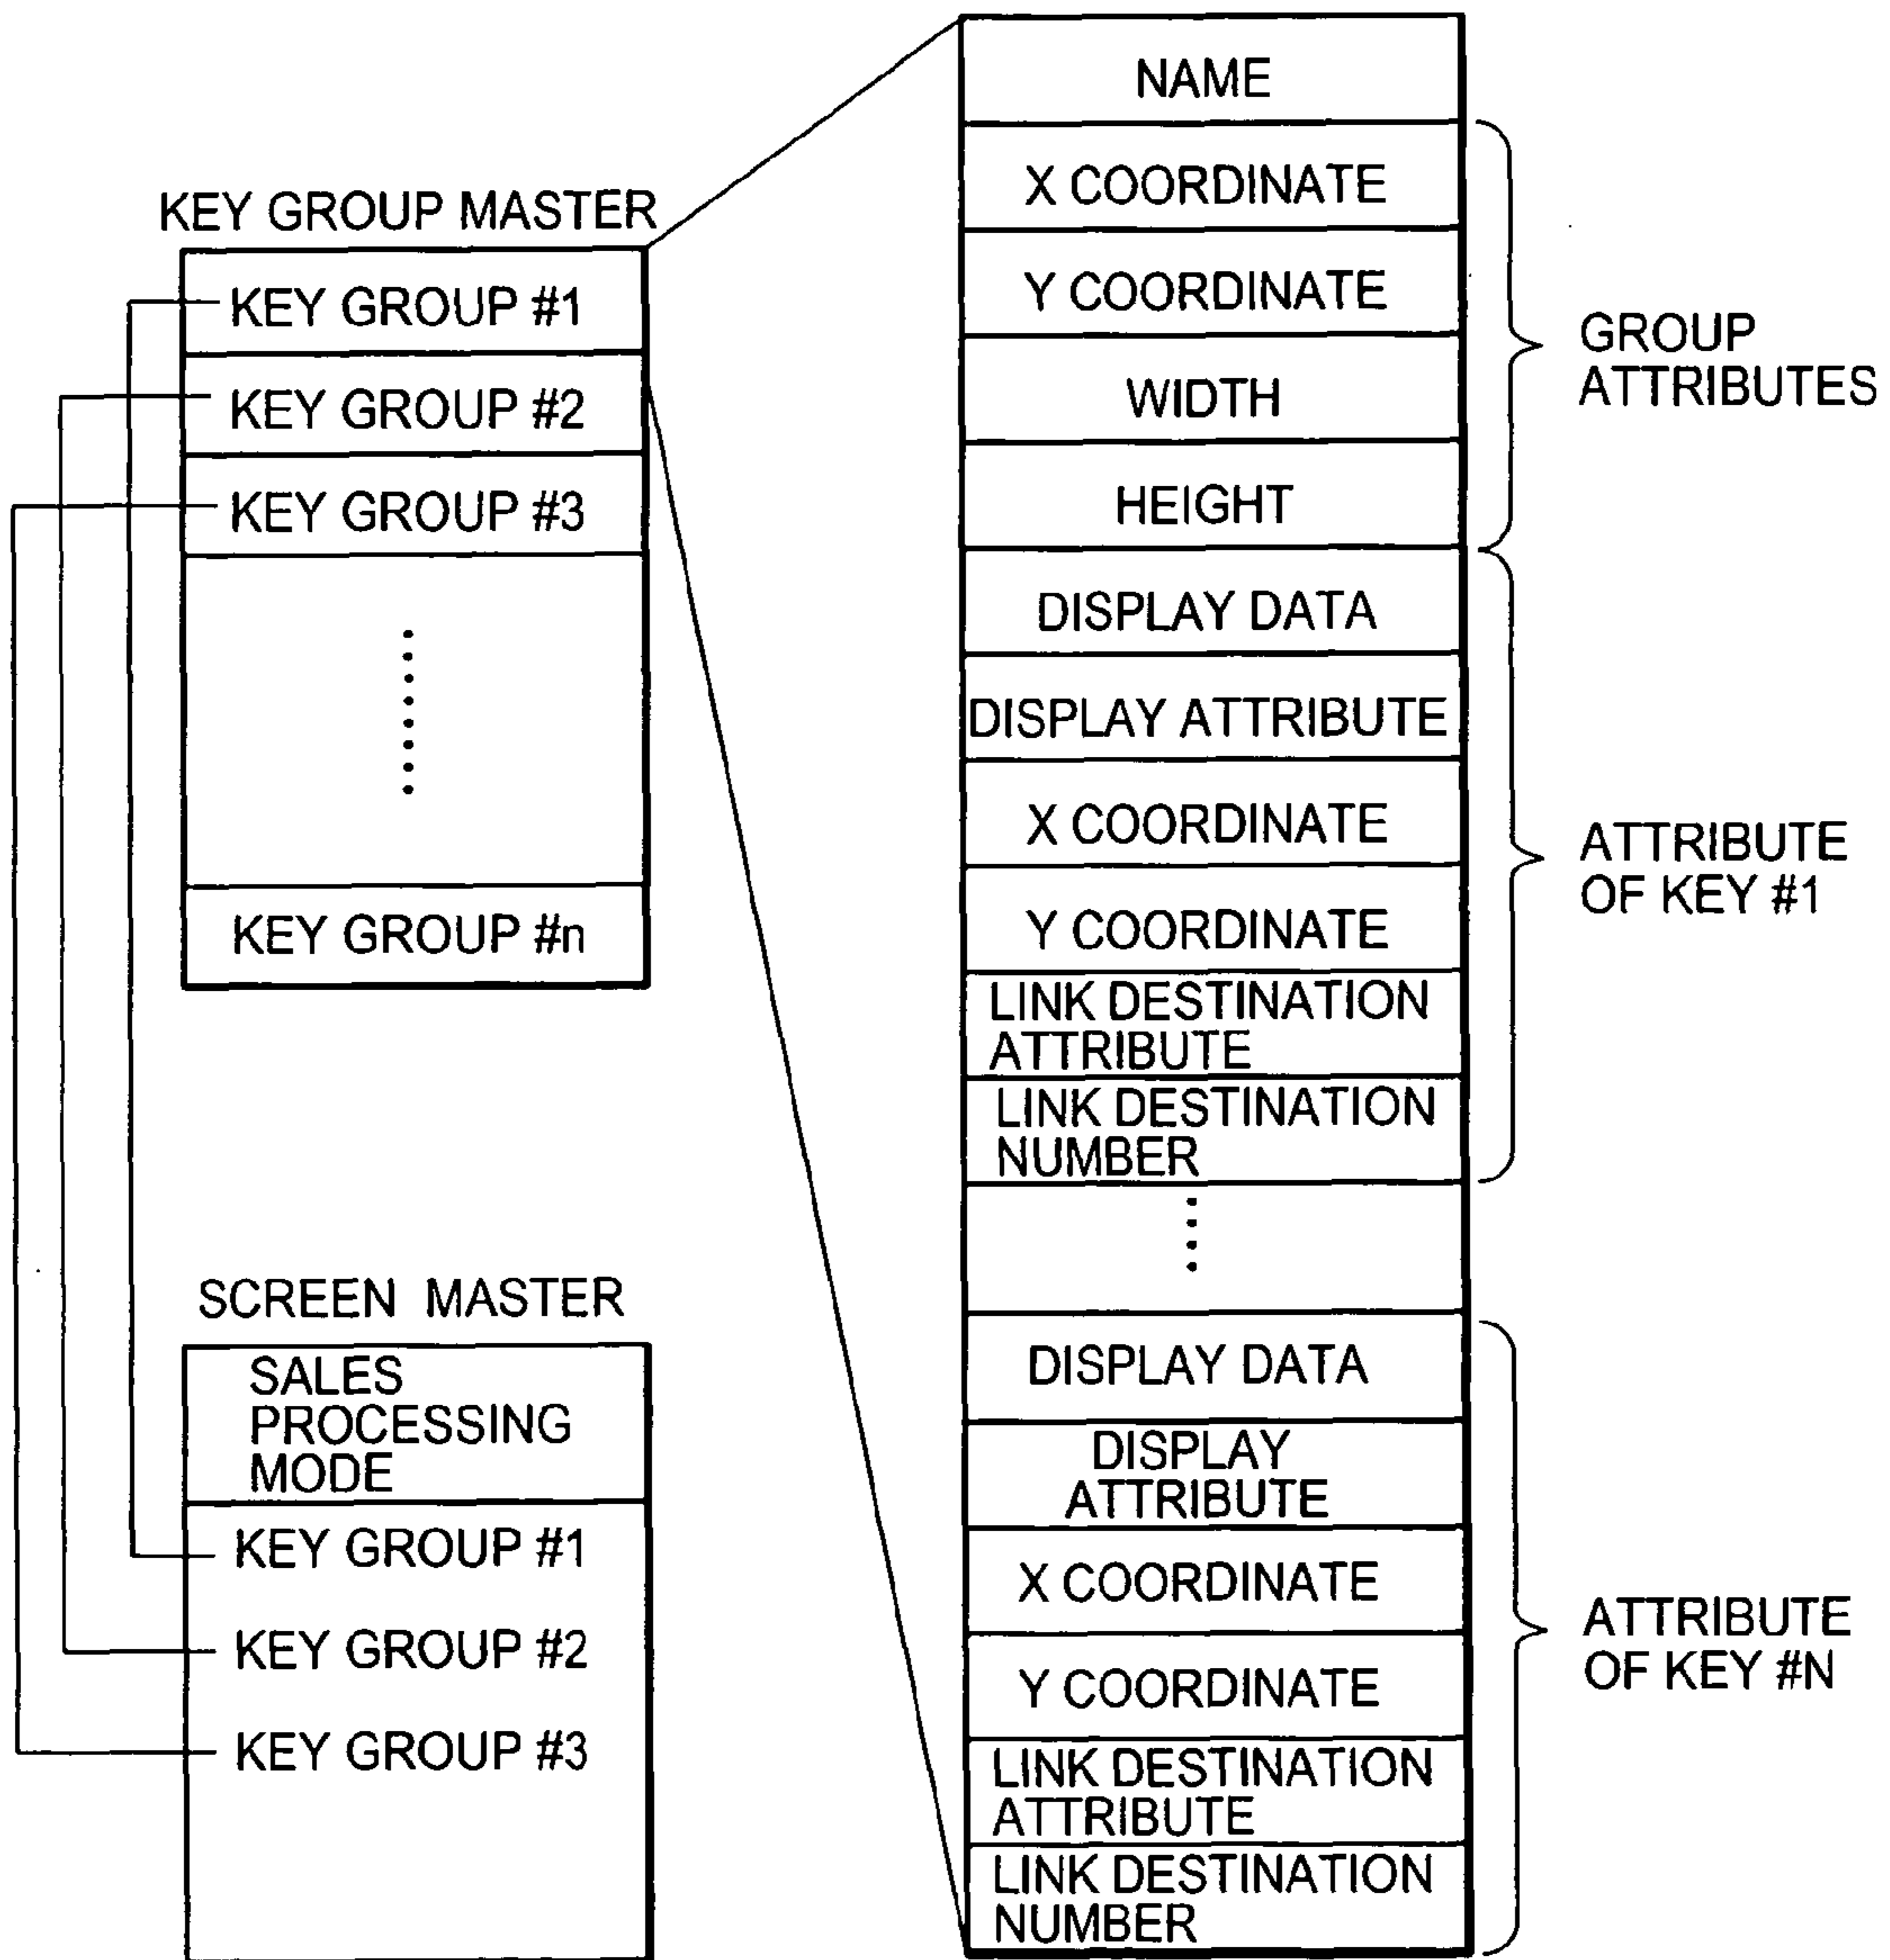 KEY GROUP MASTER
KEY GROUP #1
KEY GROUP #2
KEY GROUP #3
KEY GROUP #n
SCREEN MASTER
SALES
PROCESSING
MODE
KEY GROUP #1
KEY GROUP #2
KEY GROUP #3
NAME
X COORDINATE
Y COORDINATE
WIDTH
HEIGHT
GROUP
ATTRIBUTES
DISPLAY DATA
DISPLAY ATTRIBUTE
X COORDINATE
Y COORDINATE
LINK DESTINATION
ATTRIBUTE
LINK DESTINATION
NUMBER
ATTRIBUTE
OF KEY #1
DISPLAY DATA
DISPLAY
ATTRIBUTE
X COORDINATE
Y COORDINATE
LINK DESTINATION
ATTRIBUTE
LINK DESTINATION
NUMBER
ATTRIBUTE
OF KEY #N